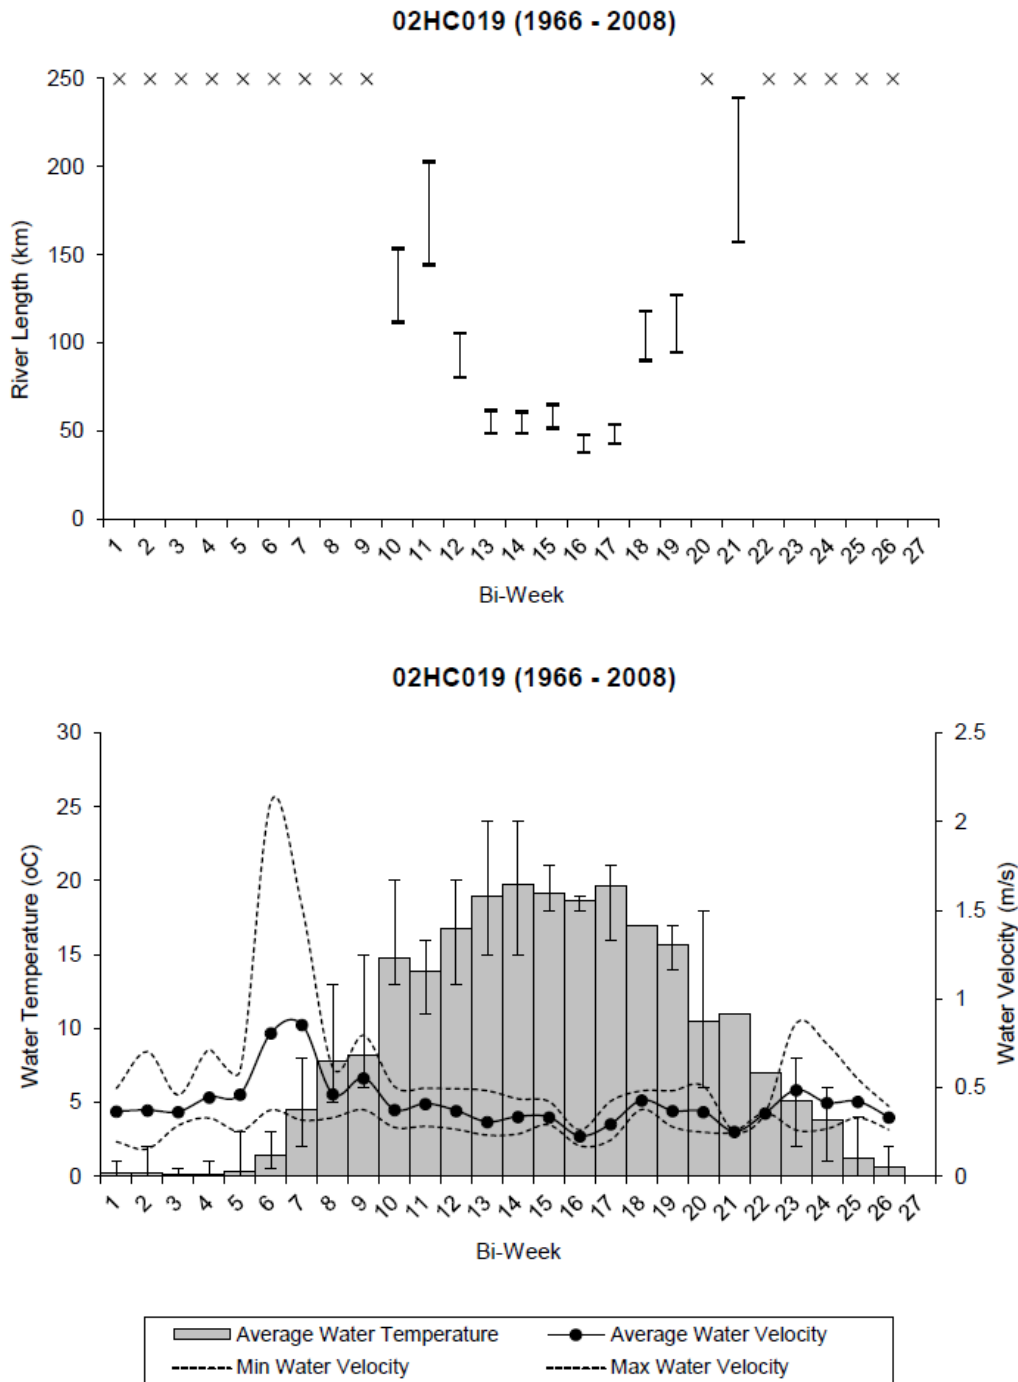 02HC019 (1966 - 2008)
250
200
150
100
50
0
River Length (km)
1 2 3 4 5 6 7 8 9 10 11 12 13 14 15 16 17 18 19 20 21 22 23 24 25 26 27
Bi-Week
02HC019 (1966 - 2008)
30
25
20
15
10
5
0
Water Temperature (oC)
2.5
2
1.5
1
0.5
0
Water Velocity (m/s)
1 2 3 4 5 6 7 8 9 10 11 12 13 14 15 16 17 18 19 20 21 22 23 24 25 26 27
Bi-Week
Average Water Temperature
Average Water Velocity
Min Water Velocity
Max Water Velocity